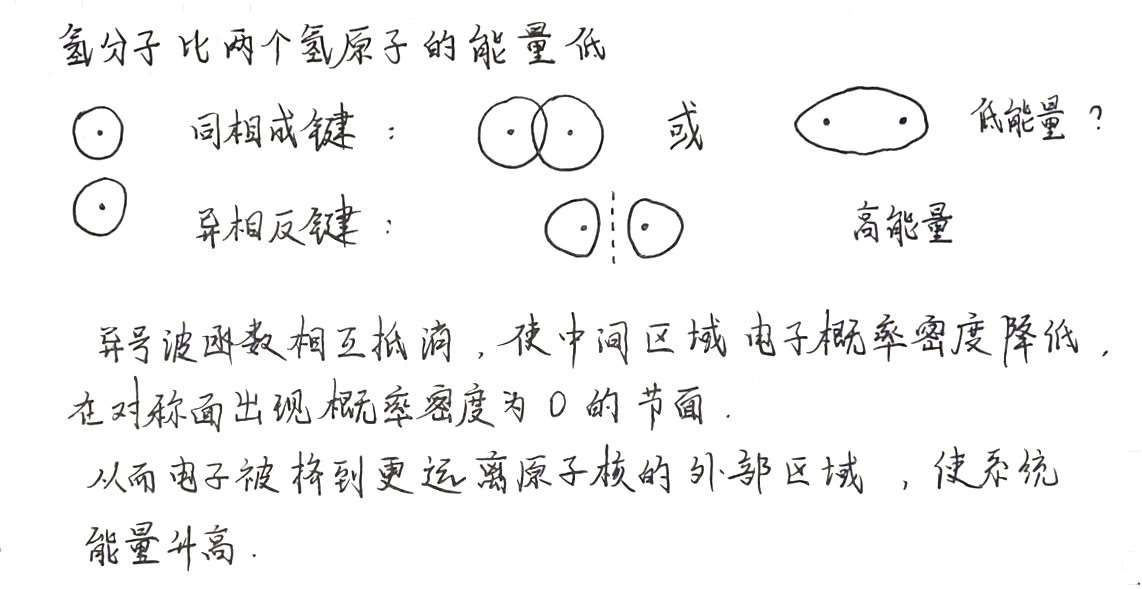 氢分子比两个氢原子的能量低
同相成键： 或 低能量？
异相反键： 高能量
异号波函数相互抵消，使中间区域电子概率密度降低，
在对称面出现概率密度为0的节面．
从而电子被挤到更远离原子核的外部区域，使系统
能量升高．